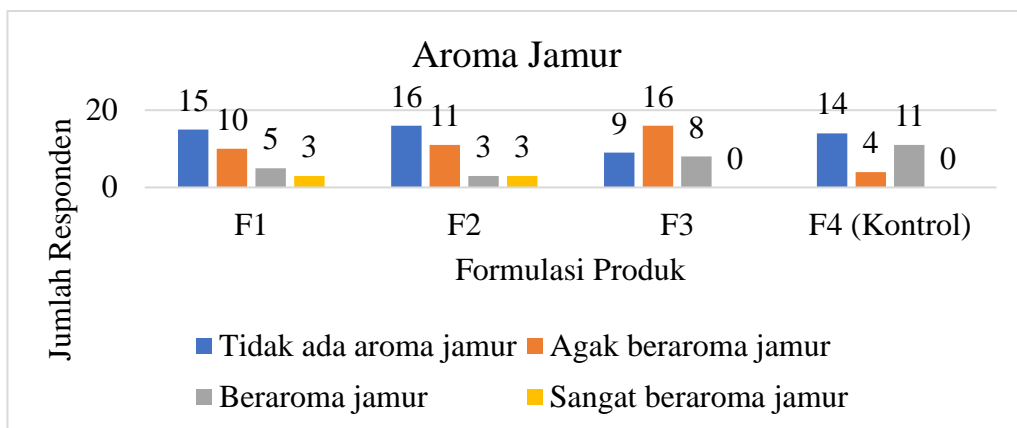 Aroma Jamur
20
0
15 10 5 3 16 11 3 3 9 16 8 0 14 4 11 0
F1 F2 F3 F4 (Kontrol)
Formulasi Produk
Jumlah Responden
Tidak ada aroma jamur Agak beraroma jamur
Beraroma jamur Sangat beraroma jamur